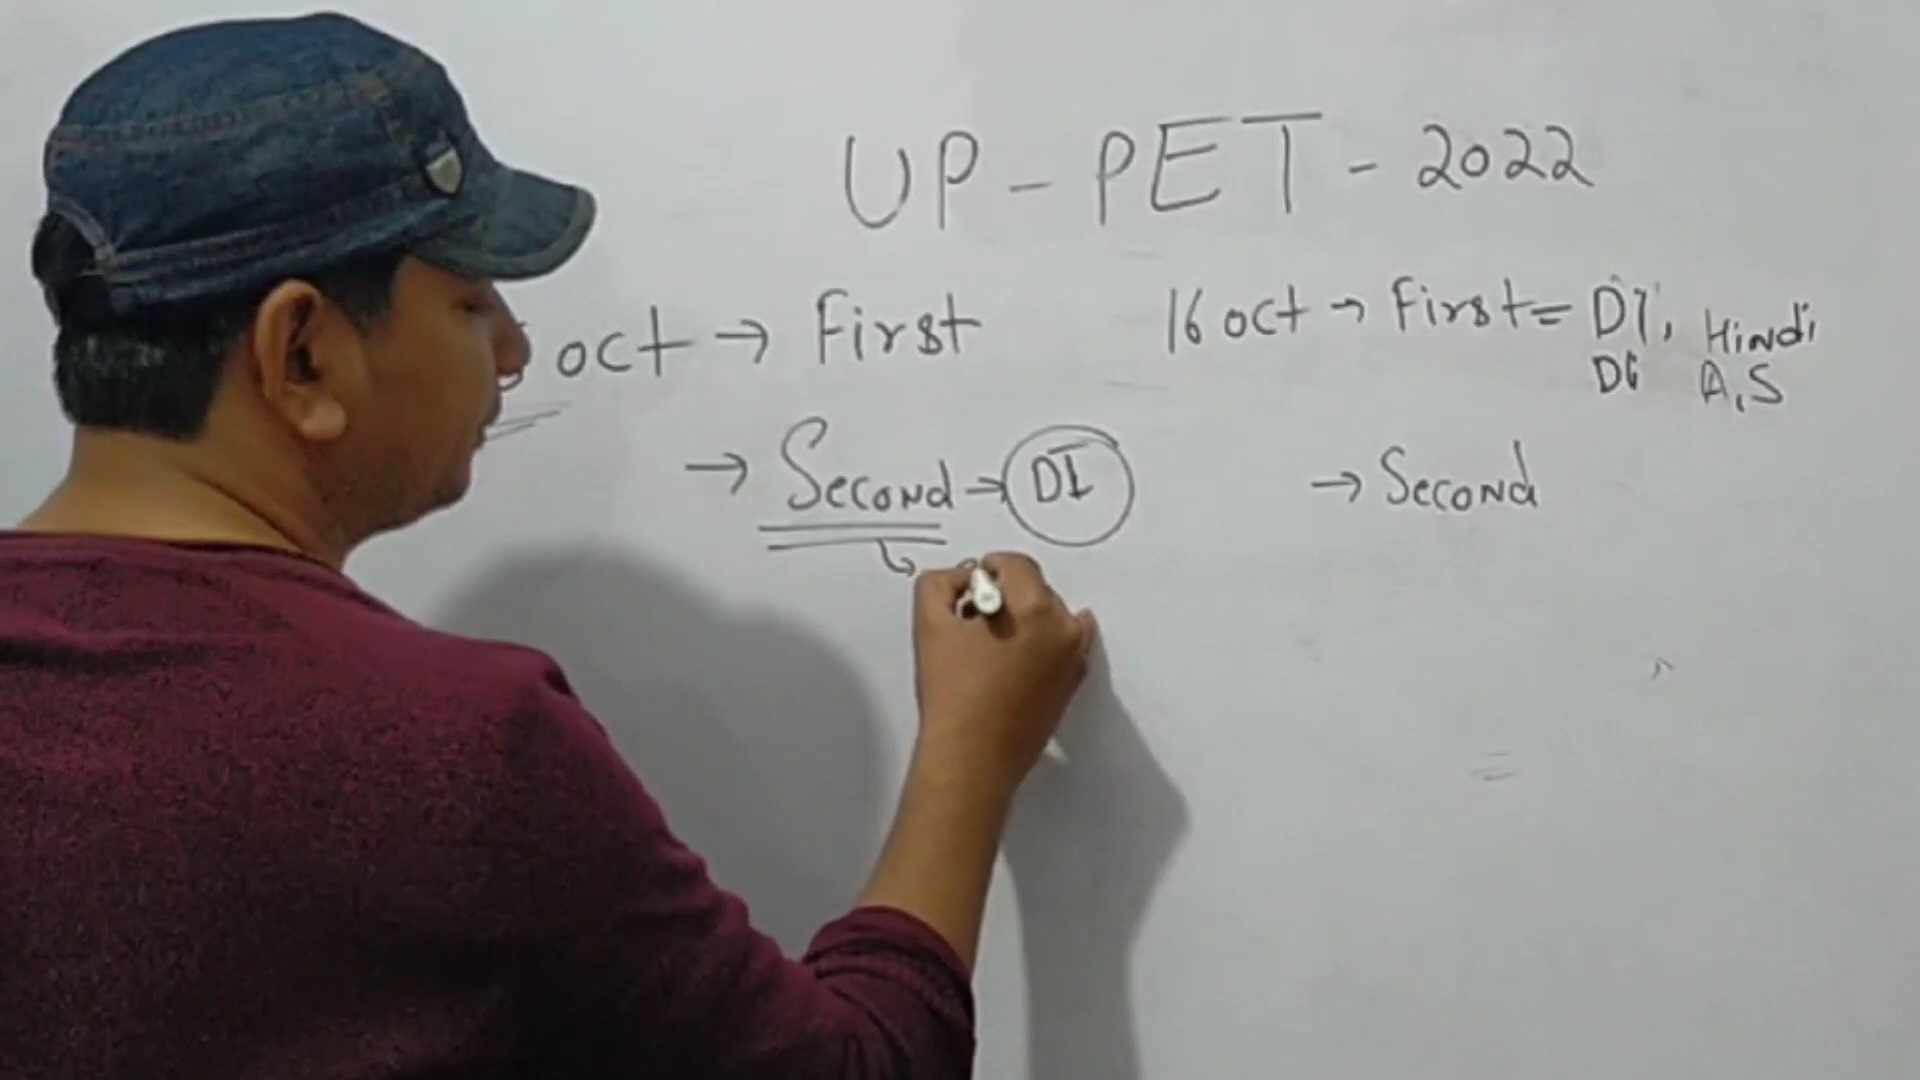 UP - PET - 2022
oct → First
→ Second → DI
16 oct → First = DI, Hindi
DG A, S
→ Second